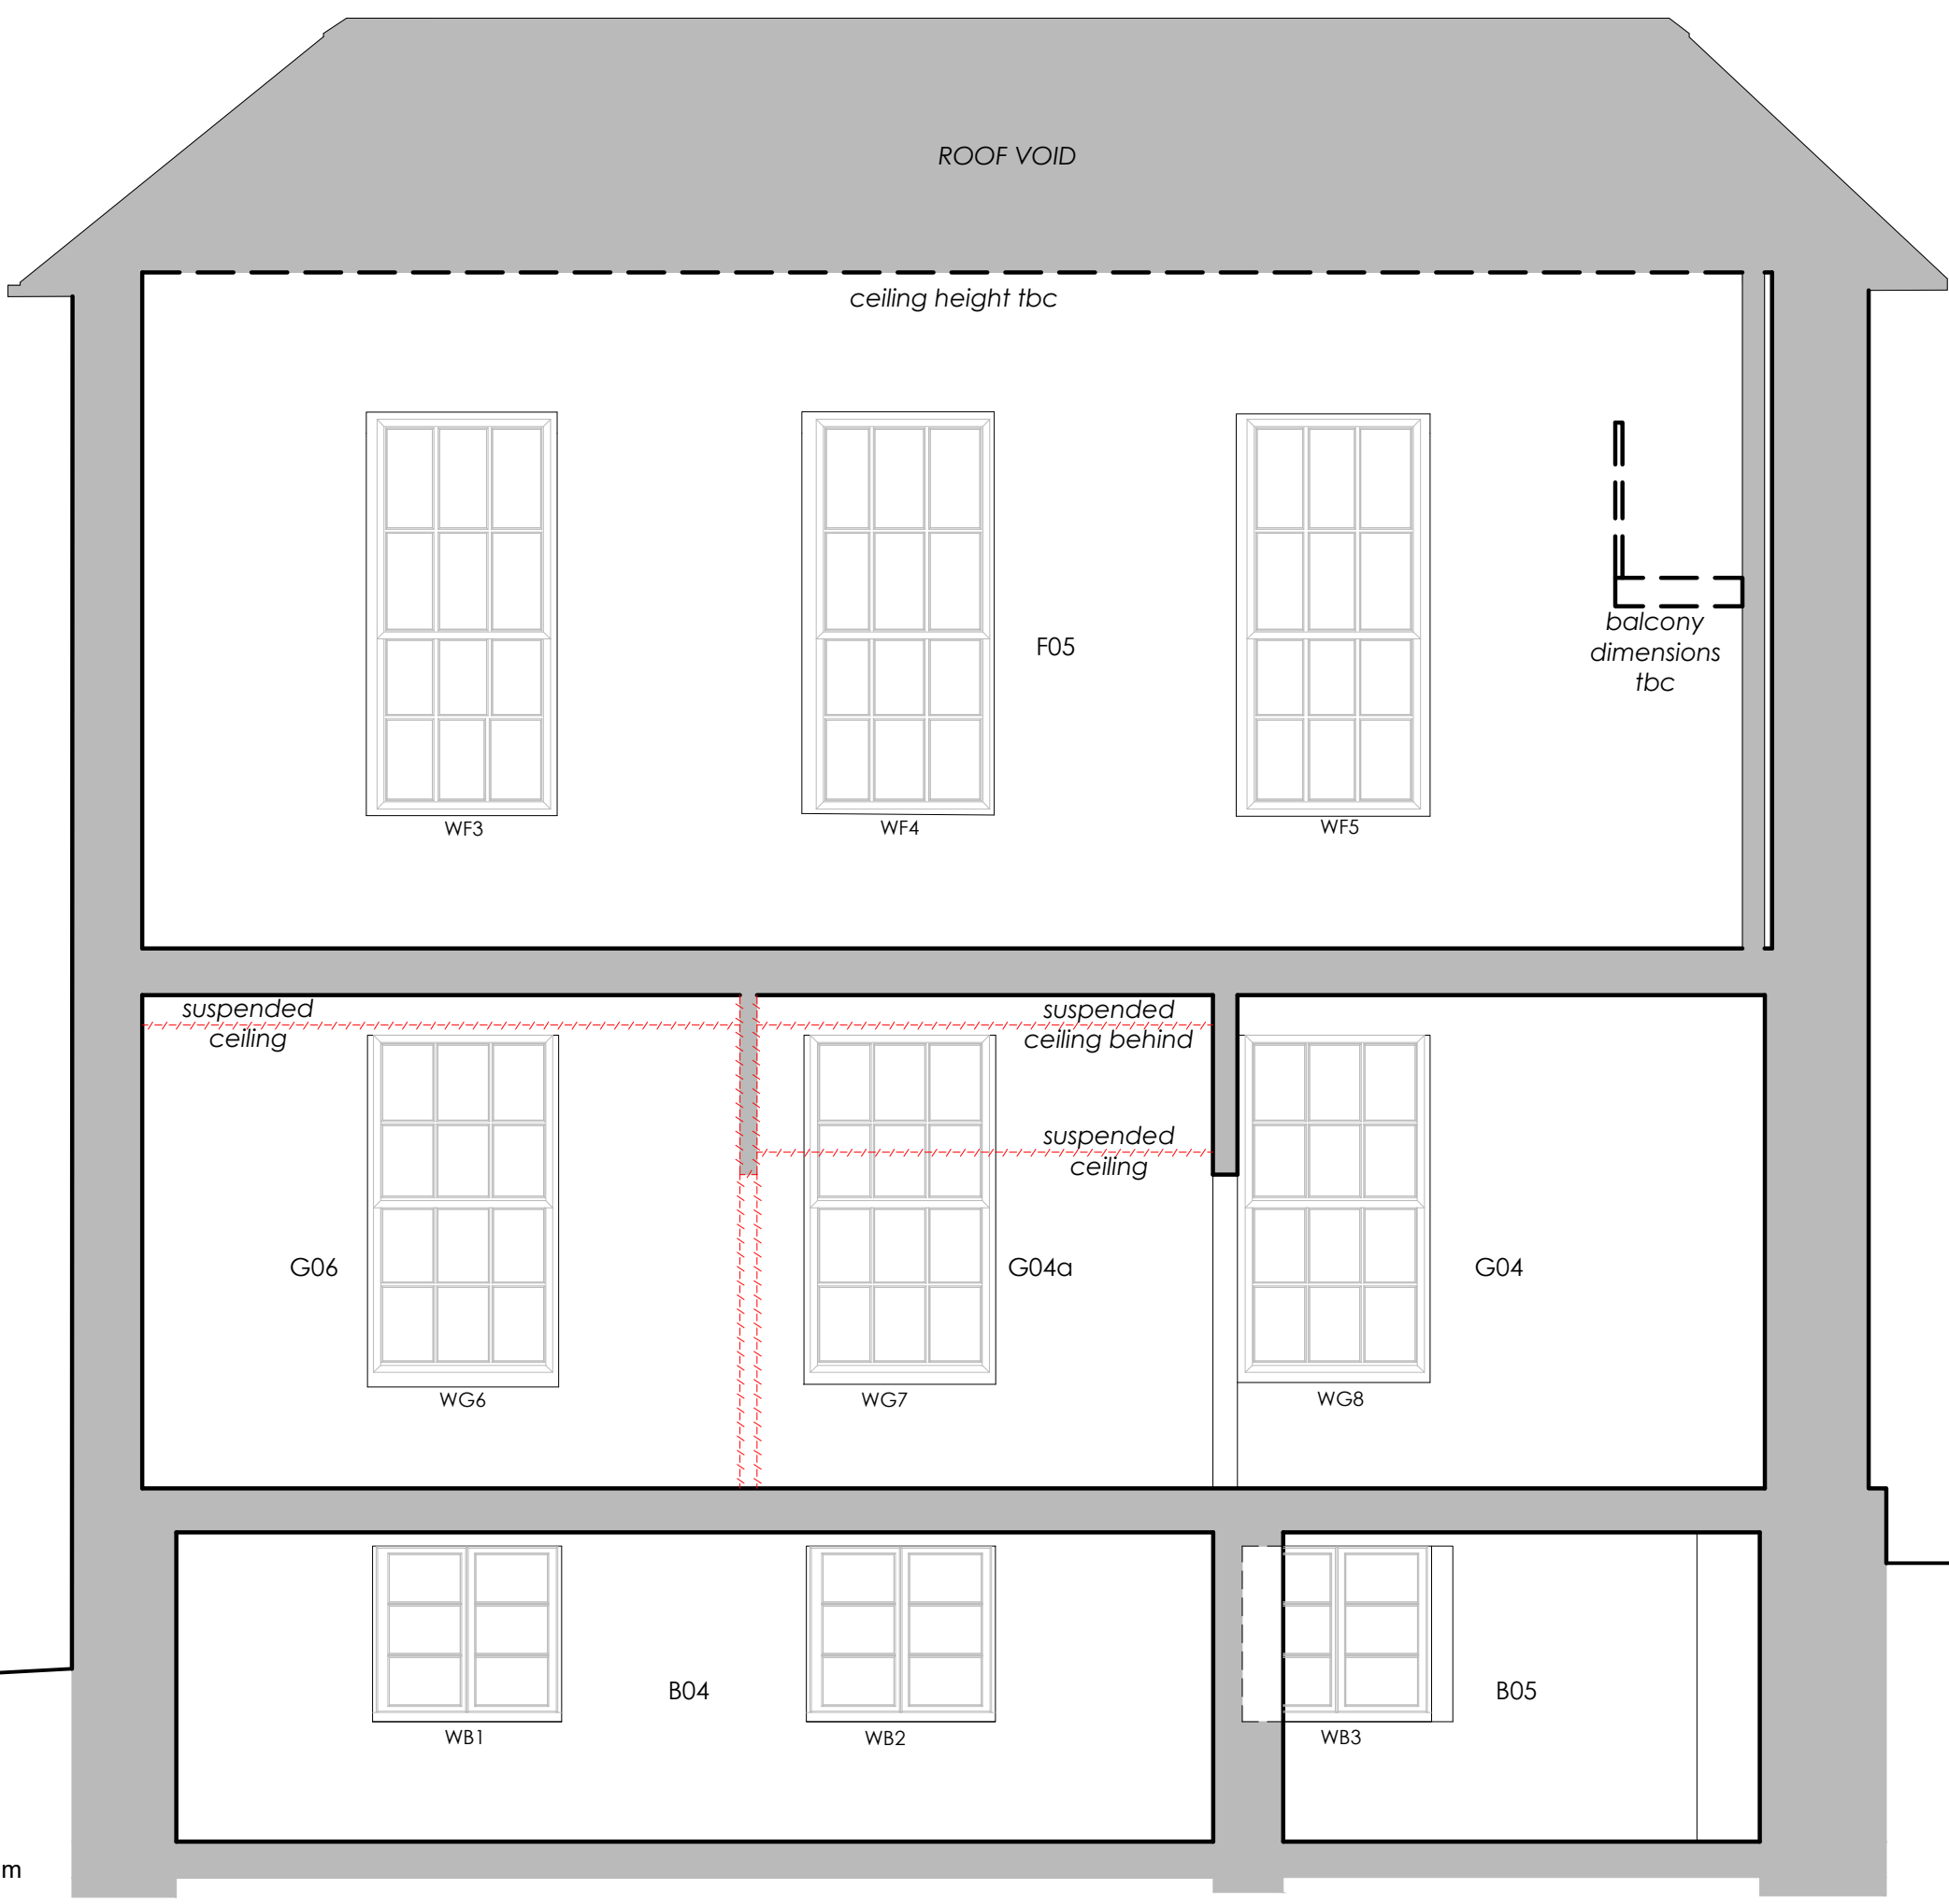 ROOF VOID
ceiling height tbc
F05
balcony
dimensions
tbc
WF3
WF4
WF5
suspended
ceiling
suspended
ceiling behind
suspended
ceiling
G06
G04a
G04
WG6
WG7
WG8
B04
B05
WB1
WB2
WB3
m